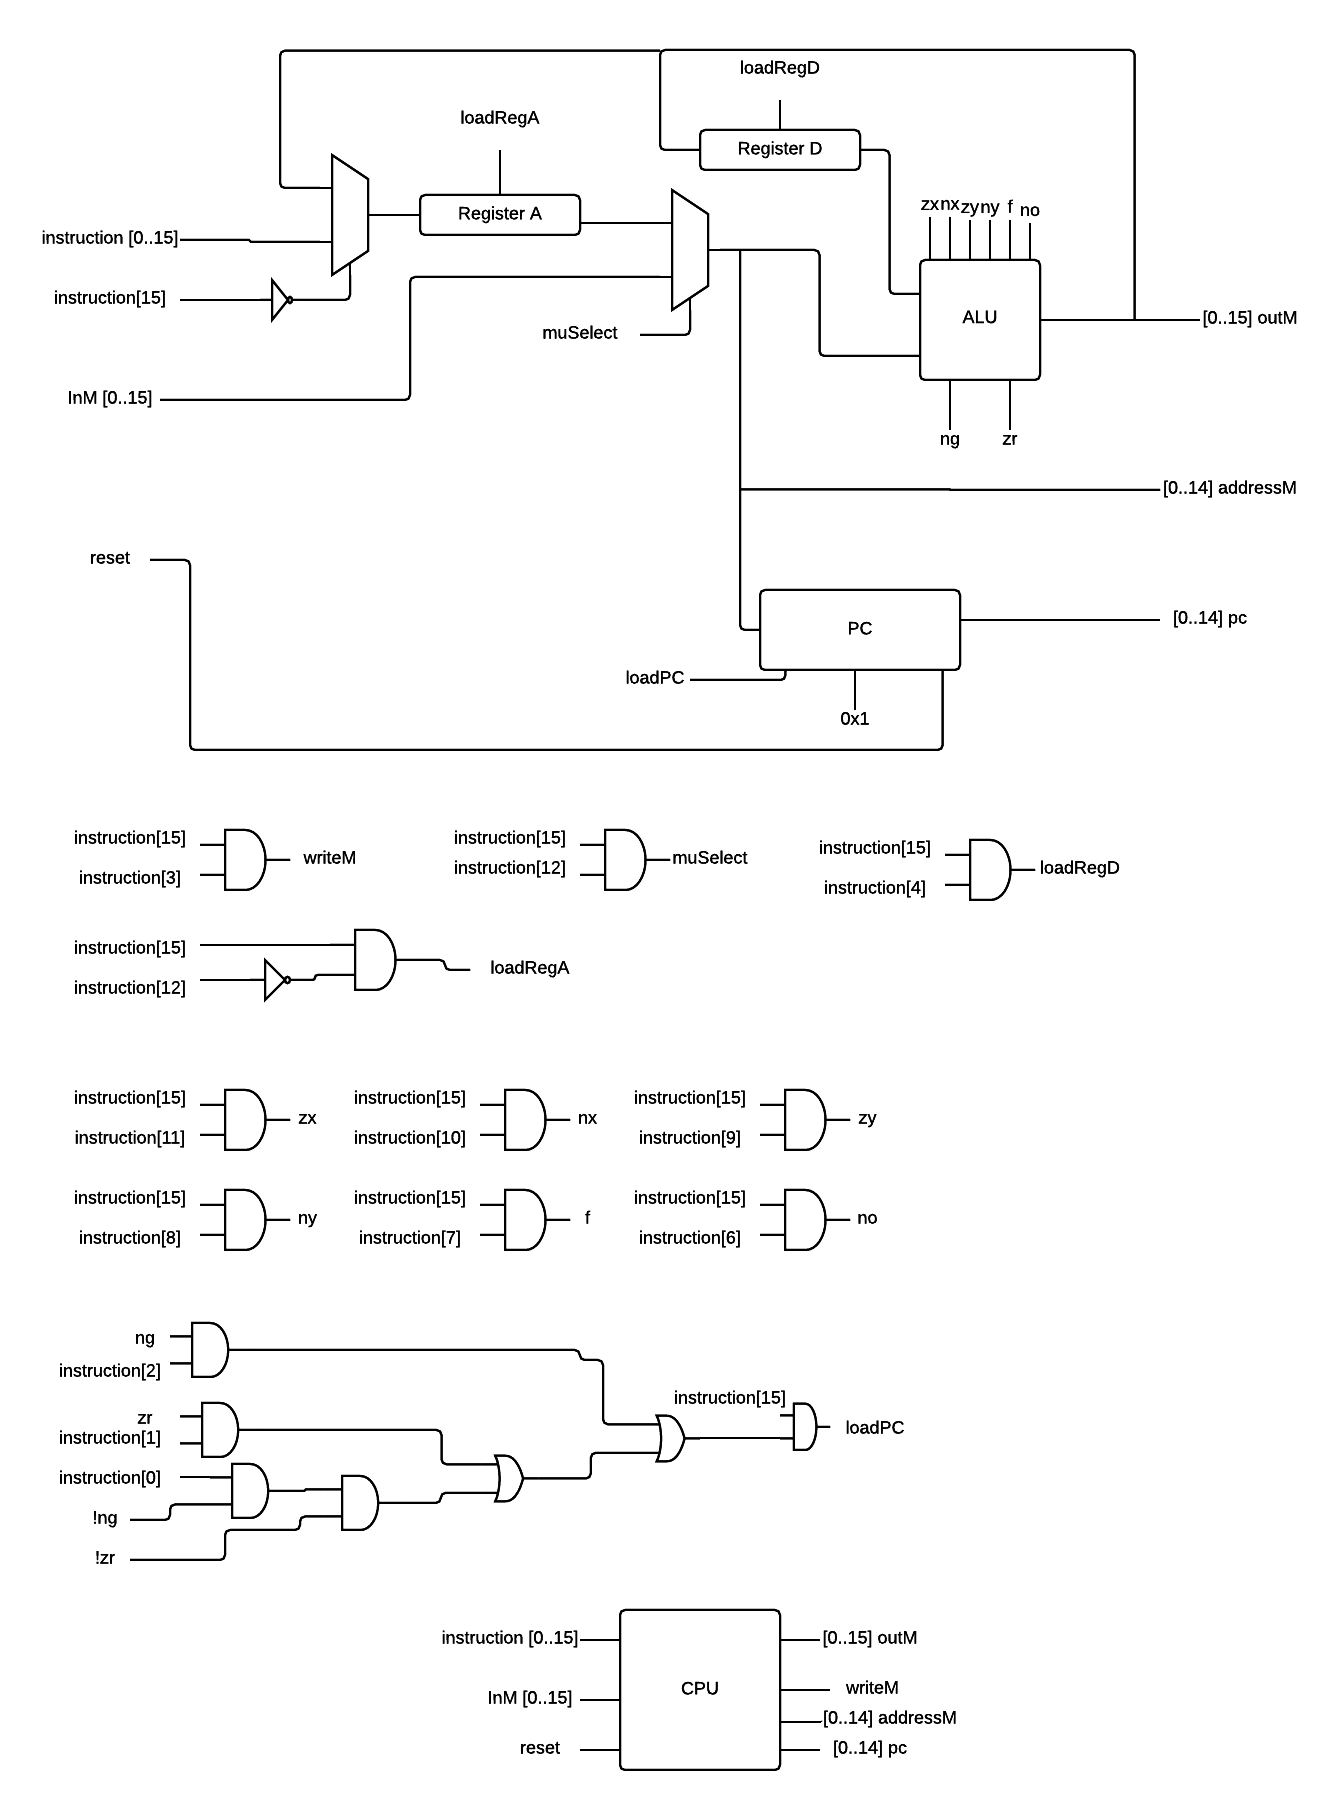 loadRegD
loadRegA
Register D
Register A
zx nx zy ny f no
instruction [0..15]
instruction[15]
muSelect
ALU
[0..15] outM
InM [0..15]
ng zr
[0..14] addressM
reset
PC
[0..14] pc
loadPC
0x1
instruction[15]
instruction[3]
writeM
instruction[15]
instruction[12]
muSelect
instruction[15]
instruction[4]
loadRegD
instruction[15]
instruction[12]
loadRegA
instruction[15]
instruction[11]
zx
instruction[15]
instruction[10]
nx
instruction[15]
instruction[9]
zy
instruction[15]
instruction[8]
ny
instruction[15]
instruction[7]
f
instruction[15]
instruction[6]
no
ng
instruction[2]
zr
instruction[1]
instruction[0]
!ng
!zr
instruction[15]
loadPC
instruction [0..15]
InM [0..15]
reset
CPU
[0..15] outM
writeM
[0..14] addressM
[0..14] pc